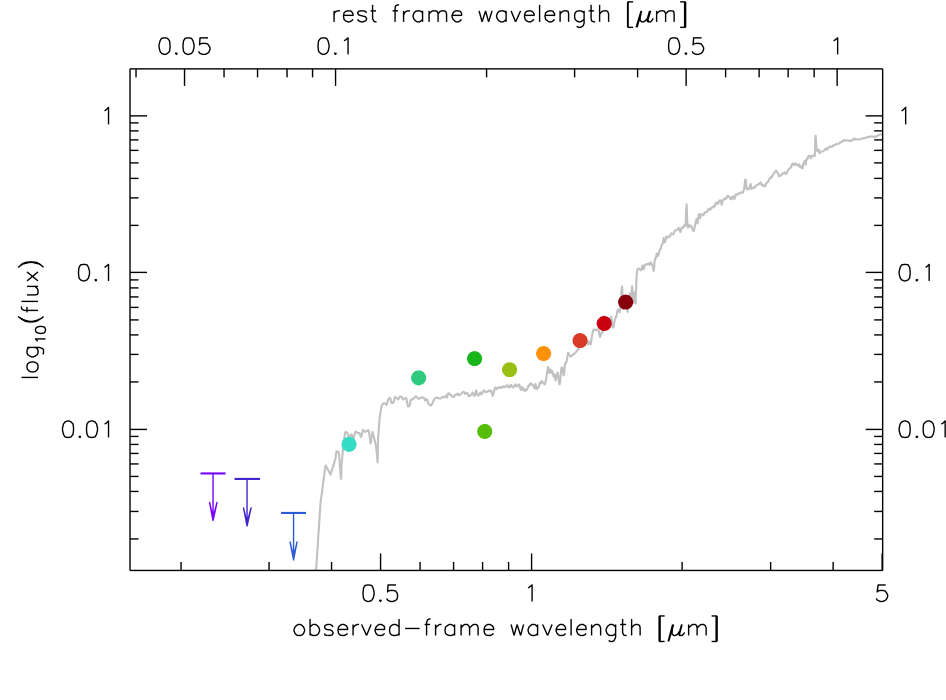 rest frame wavelength [μm]
0.05 0.1 0.5 1
1 1
0.1 0.1
log10(flux)
0.01 0.01
0.5 1 5
observed-frame wavelength [μm]